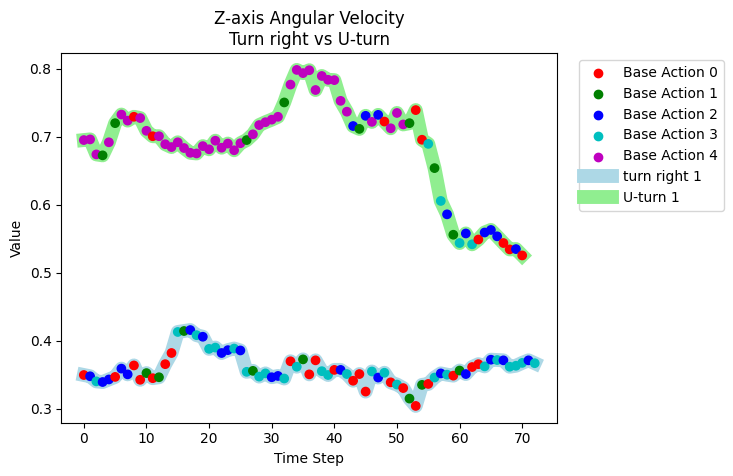 Z-axis Angular Velocity
Turn right vs U-turn
Value
0.8
0.7
0.6
0.5
0.4
0.3
0
10
20
30
40
50
60
70
Time Step
Base Action 0
Base Action 1
Base Action 2
Base Action 3
Base Action 4
turn right 1
U-turn 1